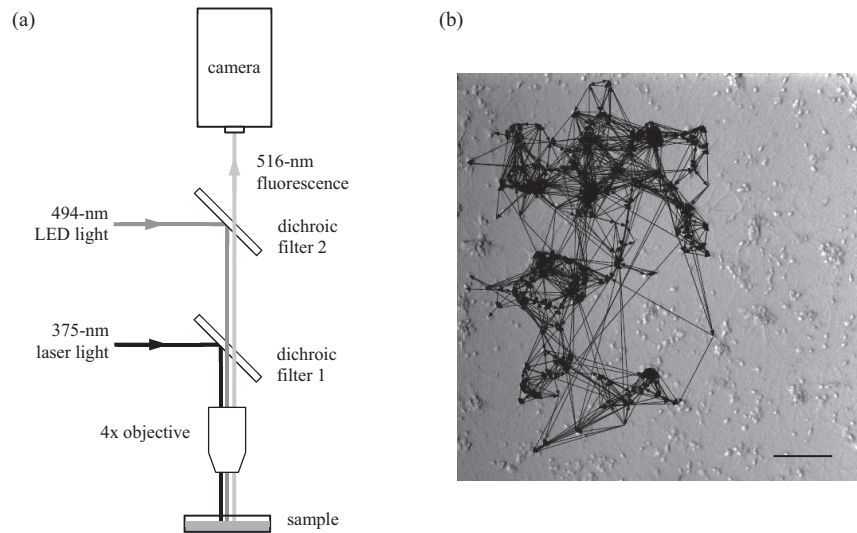 (a)
camera
516-nm
fluorescence
494-nm
LED light
dichroic
filter 2
375-nm
laser light
dichroic
filter 1
4x objective
sample
(b)